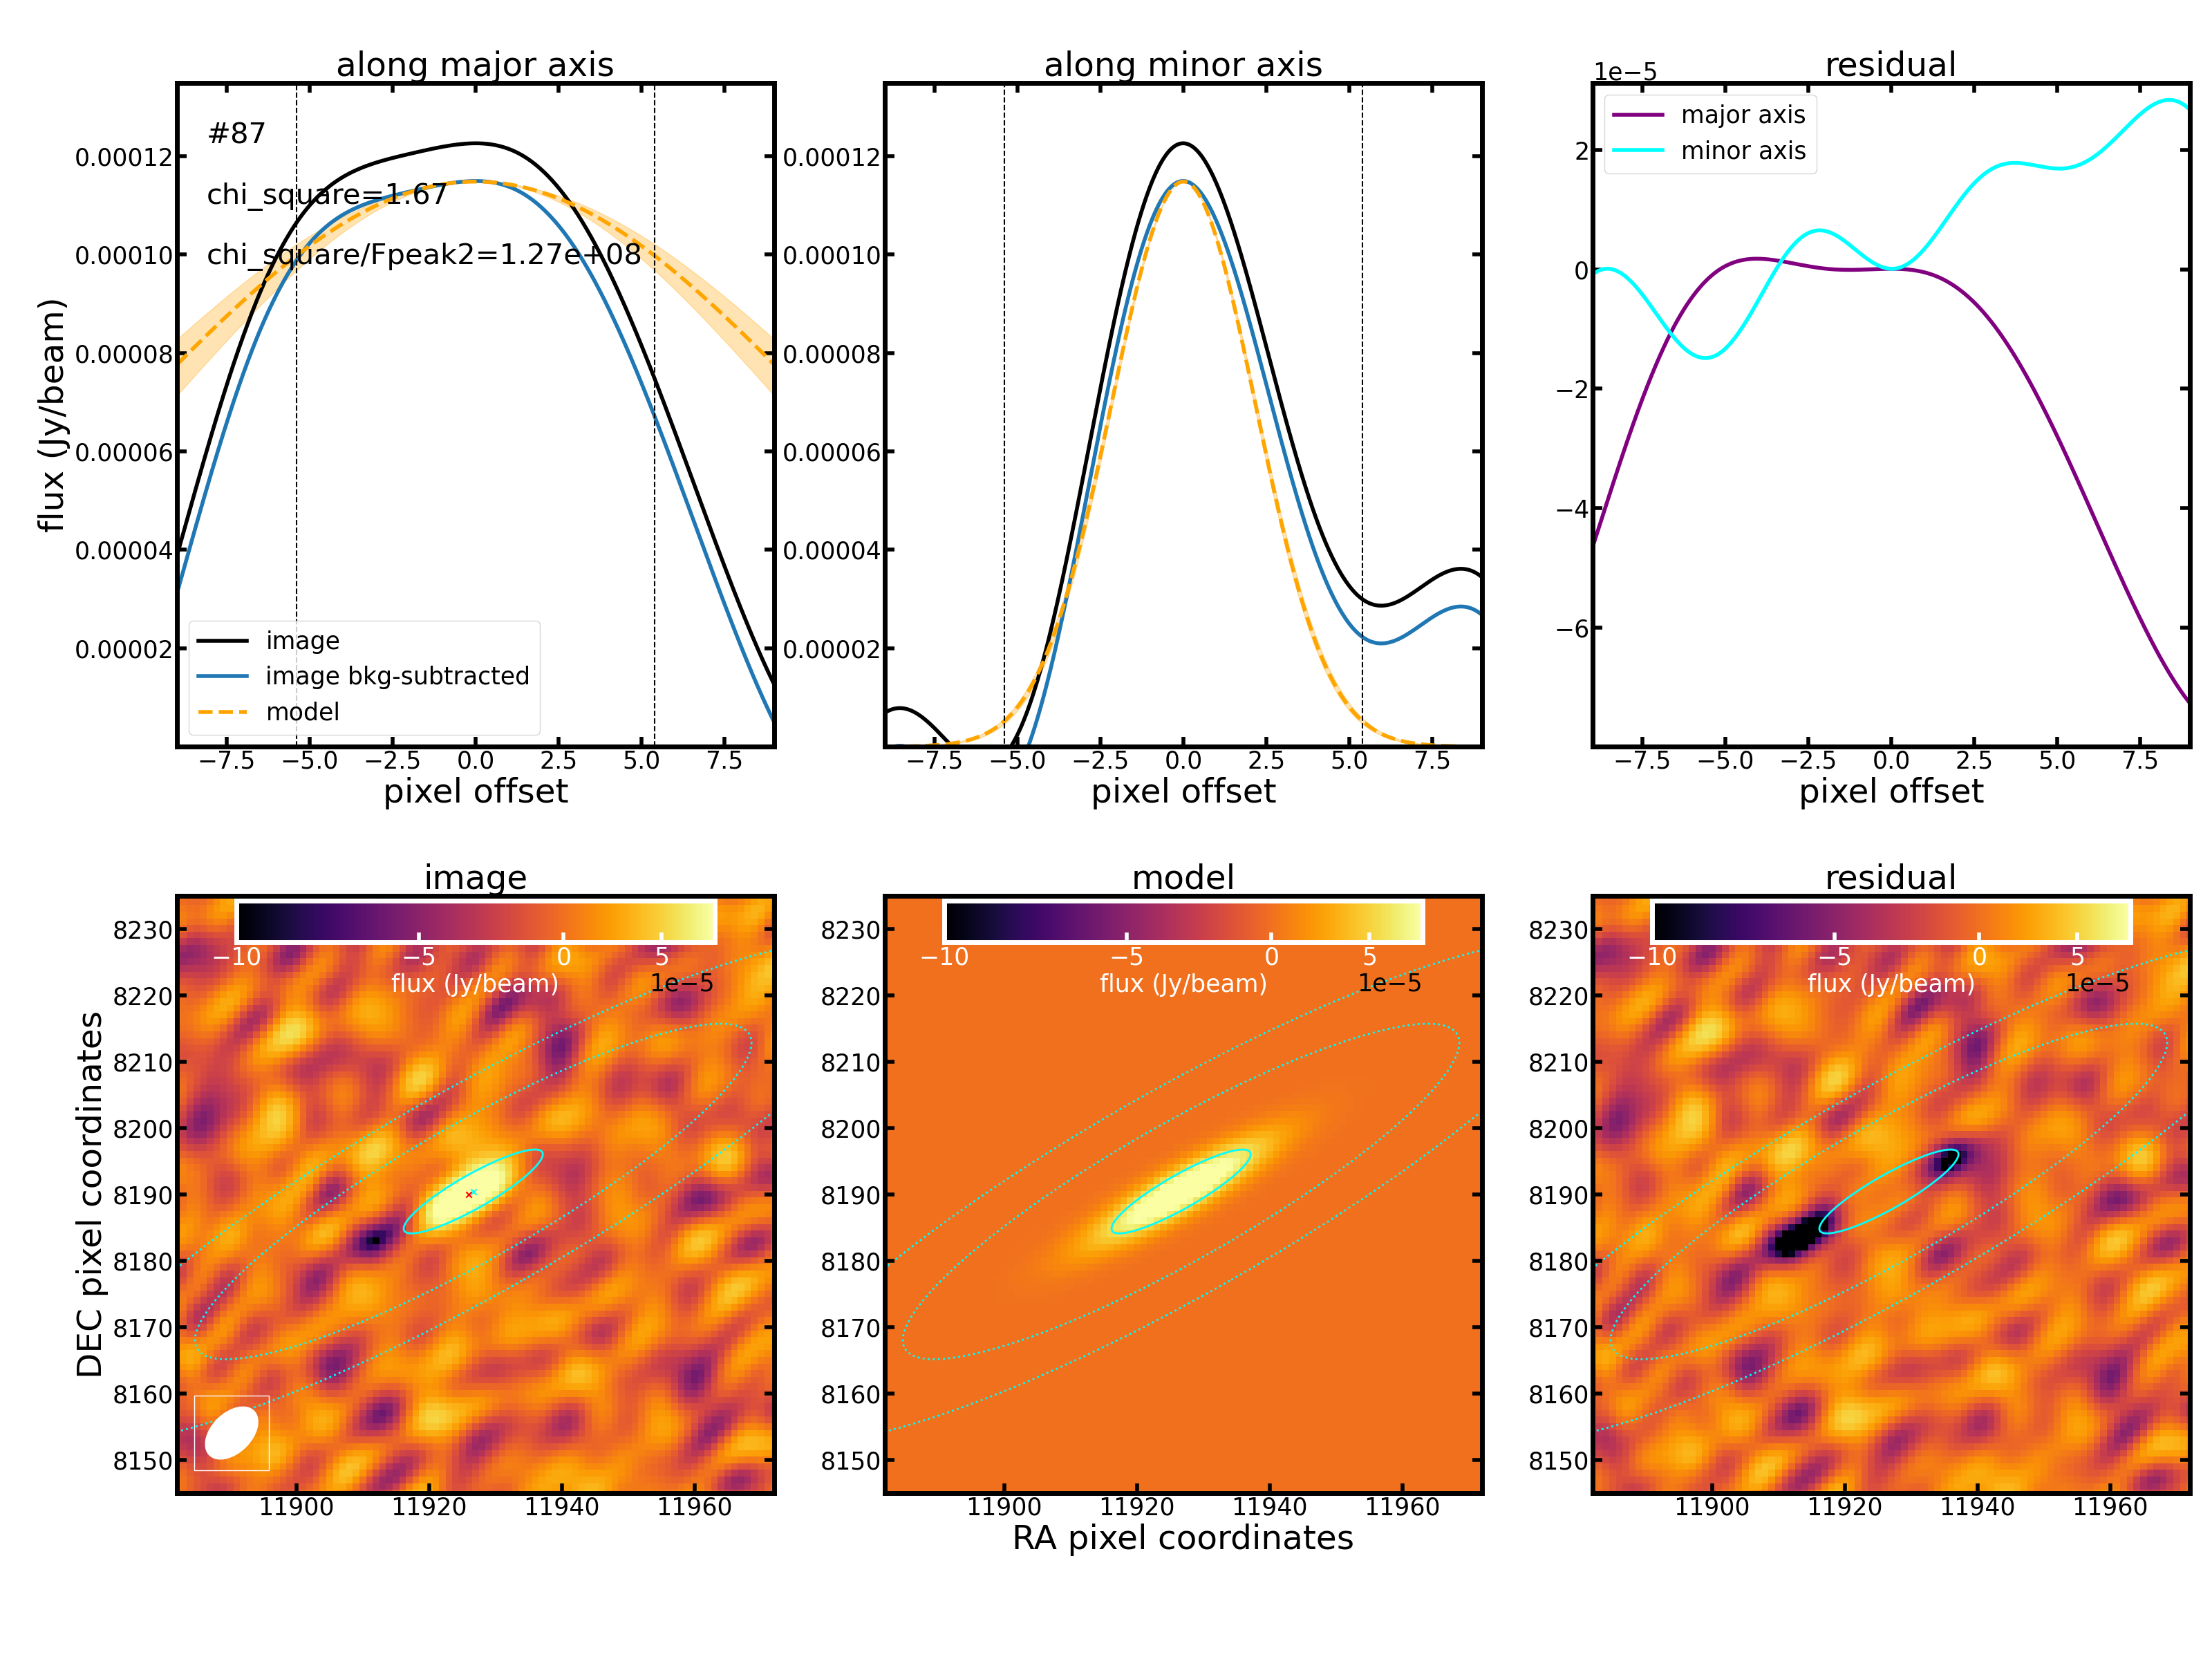 along major axis
along minor axis
residual
#87
chi_square=1.67
chi_square/Fpeak2=1.27e+08
0.00012
0.00010
0.00008
0.00006
0.00004
0.00002
flux (Jy/beam)
image
image bkg-subtracted
model
−7.5 −5.0 −2.5 0.0 2.5 5.0 7.5
pixel offset
0.00012
0.00010
0.00008
0.00006
0.00004
0.00002
−7.5 −5.0 −2.5 0.0 2.5 5.0 7.5
pixel offset
1e−5
major axis
minor axis
2
0
−2
−4
−6
−7.5 −5.0 −2.5 0.0 2.5 5.0 7.5
pixel offset
image
model
residual
−10 −5 0 5
flux (Jy/beam) 1e−5
8230
8220
8210
8200
8190
8180
8170
8160
8150
DEC pixel coordinates
11900 11920 11940 11960
−10 −5 0 5
flux (Jy/beam) 1e−5
8230
8220
8210
8200
8190
8180
8170
8160
8150
11900 11920 11940 11960
RA pixel coordinates
−10 −5 0 5
flux (Jy/beam) 1e−5
8230
8220
8210
8200
8190
8180
8170
8160
8150
11900 11920 11940 11960